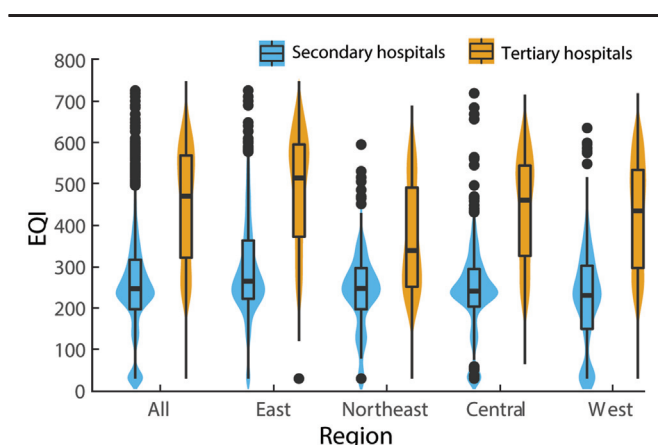 Secondary hospitals Tertiary hospitals
800
700
600
500
400
300
200
100
0
EQI
All East Northeast Central West
Region